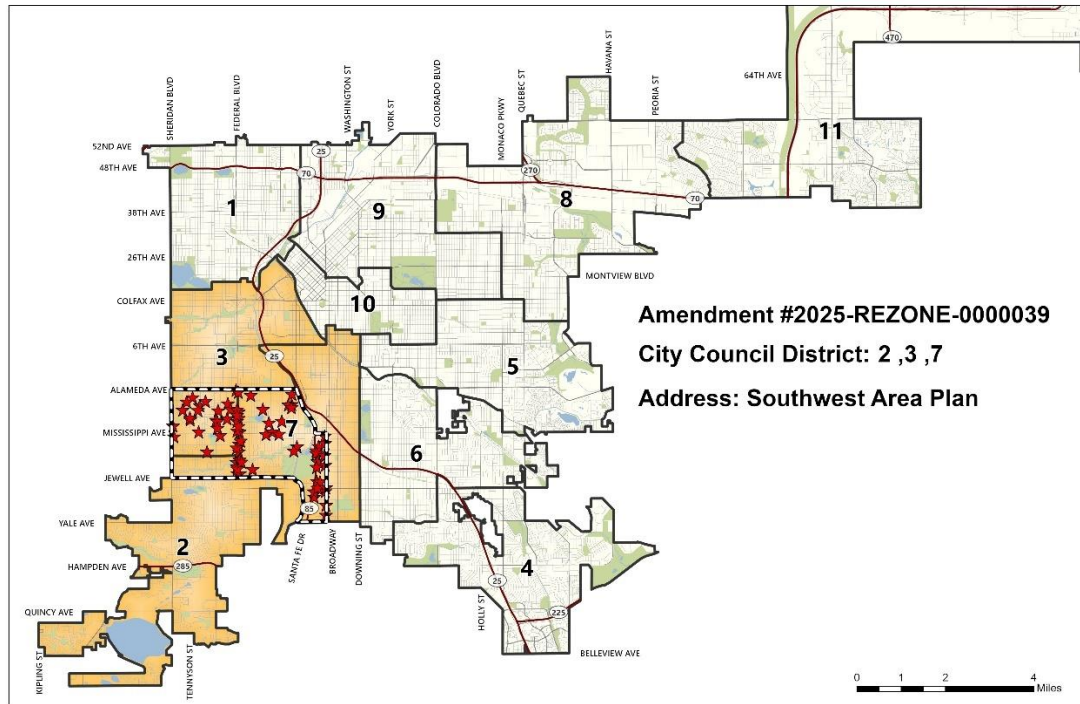 470
HAVANA ST
64TH AVE
SHERIDAN BLVD
FEDERAL BLVD
WASHINGTON ST
YORK ST
COLORADO BLVD
MONACO PKWY
QUEBEC ST
PEORIA ST
11
52ND AVE
25
48TH AVE
70
270
70
1
9
8
38TH AVE
26TH AVE
MONTVIEW BLVD
COLFAX AVE
10
Amendment #2025-REZONE-0000039
6TH AVE
3
25
5
City Council District: 2 ,3 ,7
ALAMEDA AVE
Address: Southwest Area Plan
MISSISSIPPI AVE
7
6
JEWELL AVE
85
YALE AVE
2
SANTA FE DR
BROADWAY
DOWNING ST
HAMPDEN AVE
285
4
25
HOLLY ST
225
QUINCY AVE
KIPLING ST
TENNYSON ST
BELLEVIEW AVE
0 1 2 4
Miles